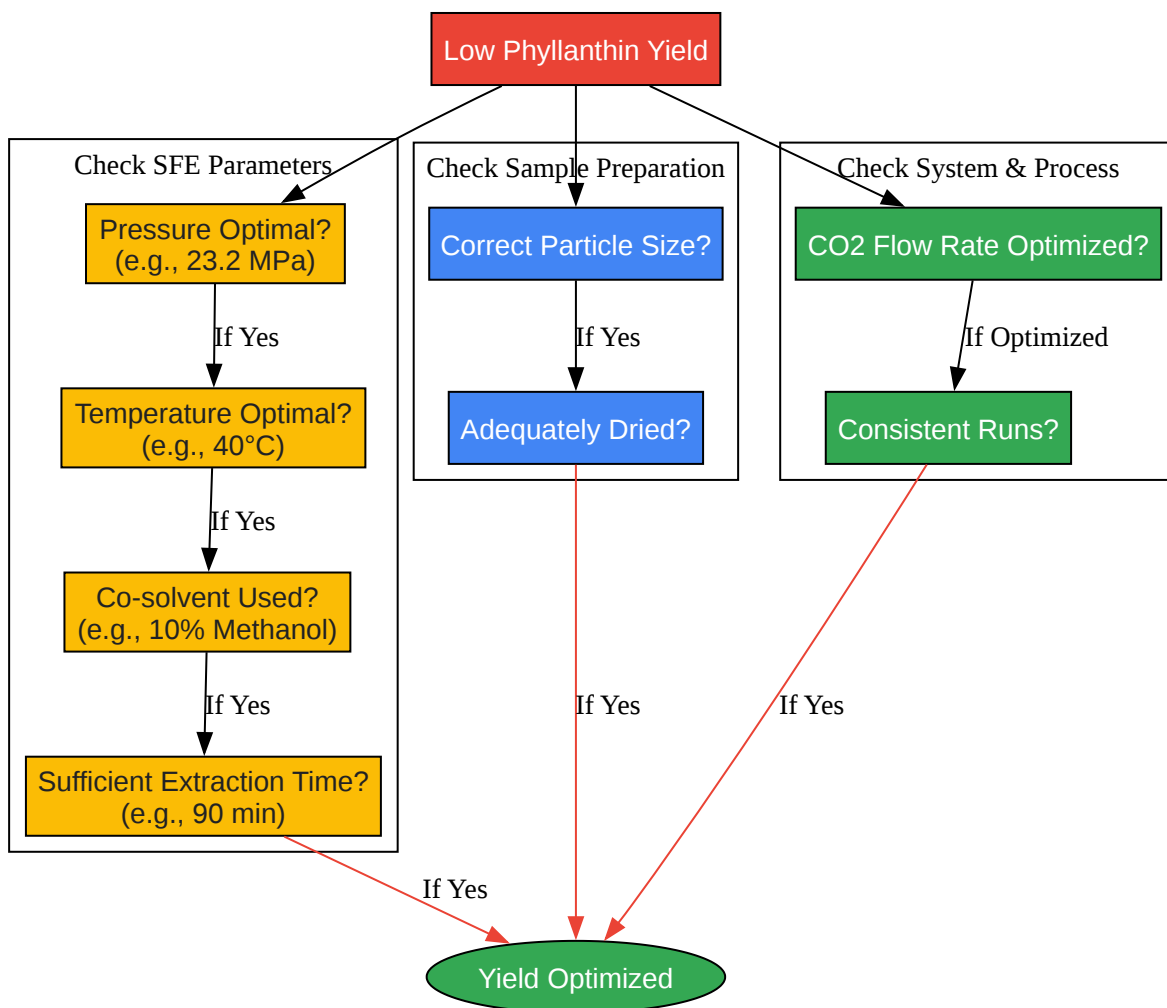 Low Phyllanthin Yield
Check SFE Parameters
Pressure Optimal?
(e.g., 23.2 MPa)
If Yes
Temperature Optimal?
(e.g., 40°C)
If Yes
Co-solvent Used?
(e.g., 10% Methanol)
If Yes
Sufficient Extraction Time?
(e.g., 90 min)
If Yes
Check Sample Preparation
Correct Particle Size?
If Yes
Adequately Dried?
If Yes
Check System & Process
CO2 Flow Rate Optimized?
If Optimized
Consistent Runs?
If Yes
Yield Optimized